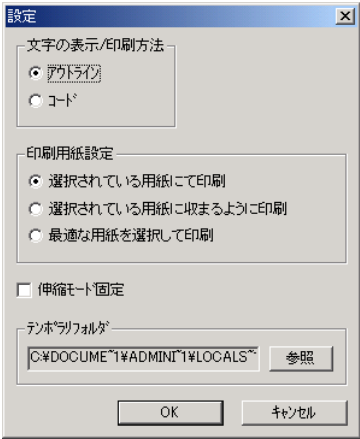 設定
文字の表示/印刷方法
ｱｳﾄﾗｲﾝ
ｺｰﾄﾞ
印刷用紙設定
選択されている用紙にて印刷
選択されている用紙に収まるように印刷
最適な用紙を選択して印刷
伸縮ﾓｰﾄﾞ固定
ﾃﾝﾎﾟﾗﾘﾌｫﾙﾀﾞ
C:¥DOCUME~1¥ADMINI~1¥LOCALS~ 参照
OK ｷｬﾝｾﾙ